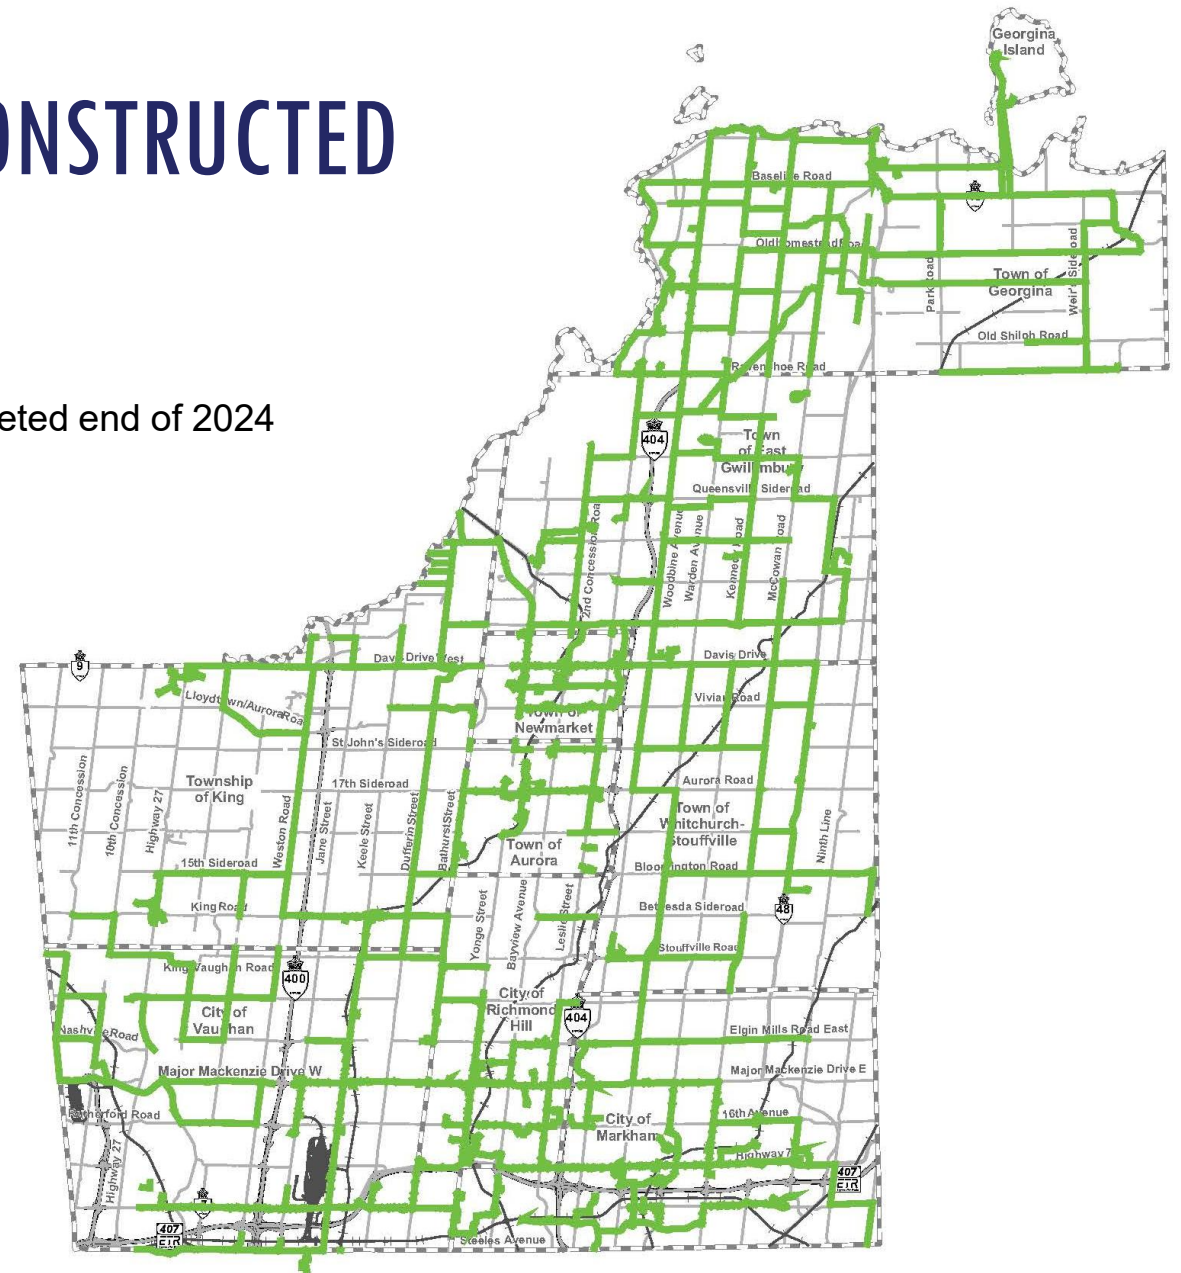 Georgina
Island
ONSTRUCTED
Baseline Road
Old Homestead Road
Park Road
Weir's Sideroad
Town of
Georgina
Old Shiloh Road
Ravenshoe Road
eted end of 2024
404
Town
of East
Gwillimbury
Queensville Sideroad
2nd Concession Road
Woodbine Avenue
Warden Avenue
Kennedy Road
McCowan Road
9
Davis Drive West
Davis Drive
Lloydtown/Aurora Road
Vivian Road
Town of
Newmarket
St John's Sideroad
17th Sideroad
Aurora Road
Township
of King
11th Concession
10th Concession
Highway 27
Weston Road
Jane Street
Keele Street
Dufferin Street
Bathurst Street
Town of
Whitchurch-
Stouffville
Ninth Line
Town of
Aurora
15th Sideroad
Bloomington Road
King Road
Yonge Street
Bayview Avenue
Leslie Street
Bethesda Sideroad
48
Stouffville Road
King Vaughan Road
400
City of
Richmond
Hill
404
City of
Vaughan
Nashville Road
Elgin Mills Road East
Major Mackenzie Drive W
Major Mackenzie Drive E
Rutherford Road
16th Avenue
City of
Markham
Highway 7
Highway 27
407
ETR
7
407
ETR
Steeles Avenue